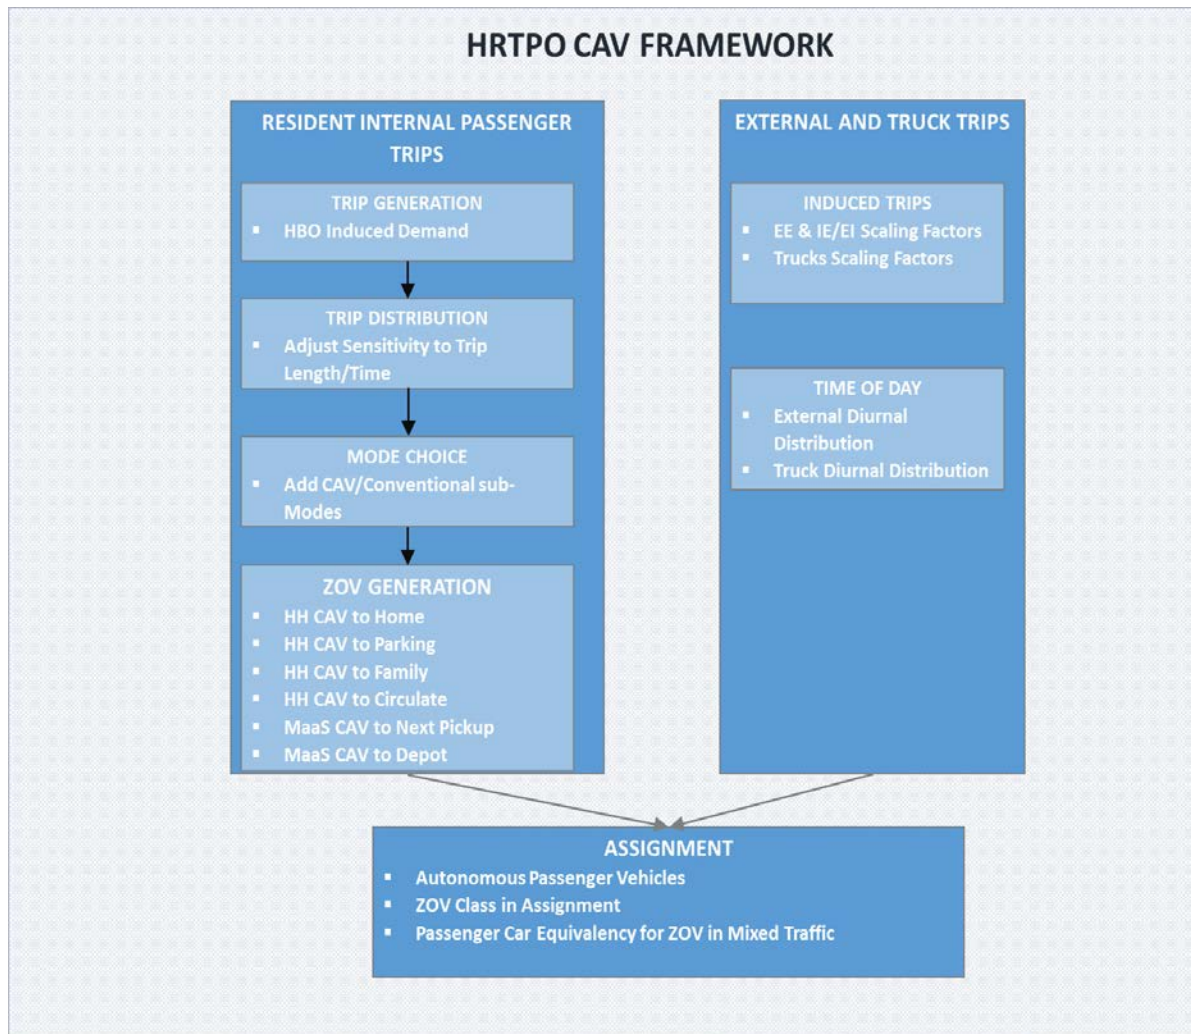 HRTPO CAV FRAMEWORK
RESIDENT INTERNAL PASSENGER
TRIPS
TRIP GENERATION
▪ HBO Induced Demand
TRIP DISTRIBUTION
▪ Adjust Sensitivity to Trip
Length/Time
MODE CHOICE
▪ Add CAV/Conventional sub-
Modes
ZOV GENERATION
▪ HH CAV to Home
▪ HH CAV to Parking
▪ HH CAV to Family
▪ HH CAV to Circulate
▪ MaaS CAV to Next Pickup
▪ MaaS CAV to Depot
EXTERNAL AND TRUCK TRIPS
INDUCED TRIPS
▪ EE & IE/EI Scaling Factors
▪ Trucks Scaling Factors
TIME OF DAY
▪ External Diurnal
Distribution
▪ Truck Diurnal Distribution
ASSIGNMENT
▪ Autonomous Passenger Vehicles
▪ ZOV Class in Assignment
▪ Passenger Car Equivalency for ZOV in Mixed Traffic